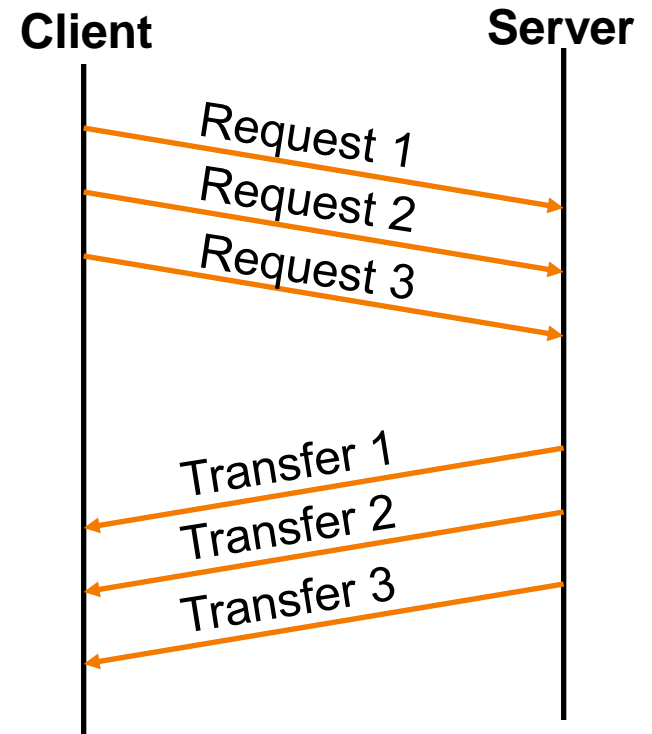 Client
Server
Request 1
Request 2
Request 3
Transfer 1
Transfer 2
Transfer 3